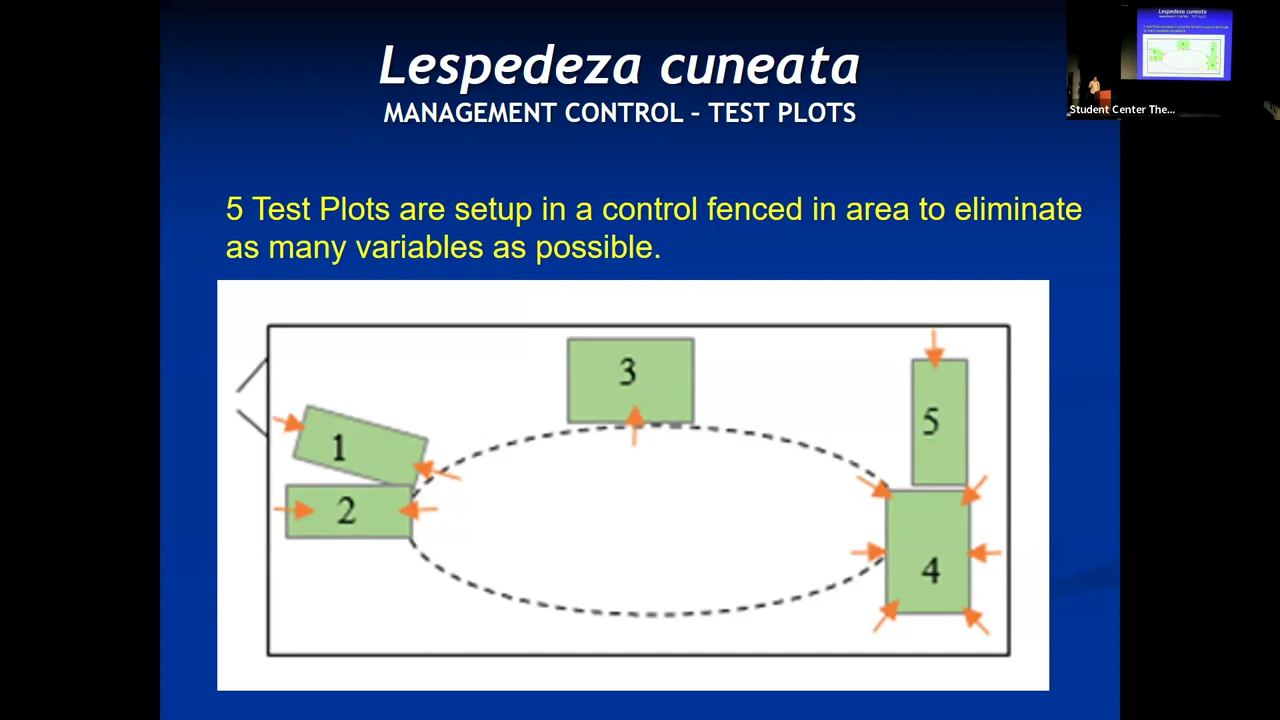 Lespedeza cuneata
MANAGEMENT CONTROL – TEST PLOTS
Student Center The...
5 Test Plots are setup in a control fenced in area to eliminate
as many variables as possible.
3
5
1
2
4